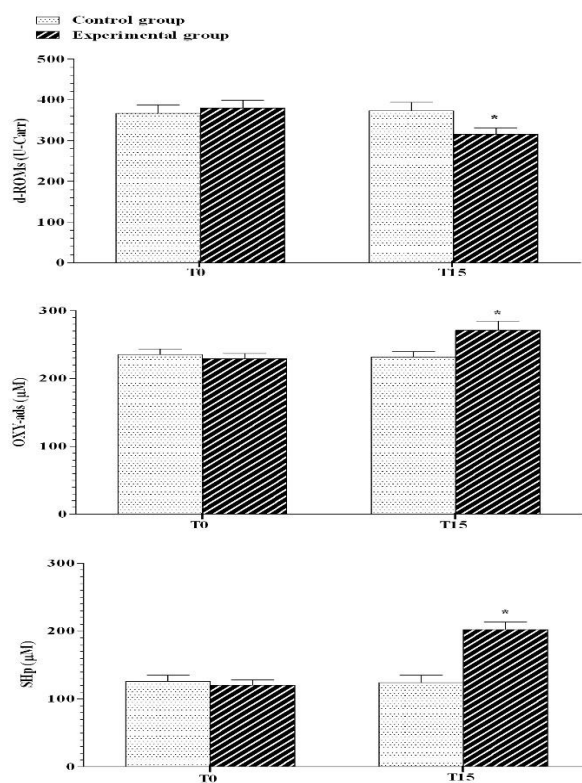 Control group
Experimental group
500
400
300
200
100
0
d-ROMs (U-Carr)
*
T0 T15
300
200
100
0
OXY-ads (µM)
*
T0 T15
300
200
100
0
SHp (µM)
*
T0 T15